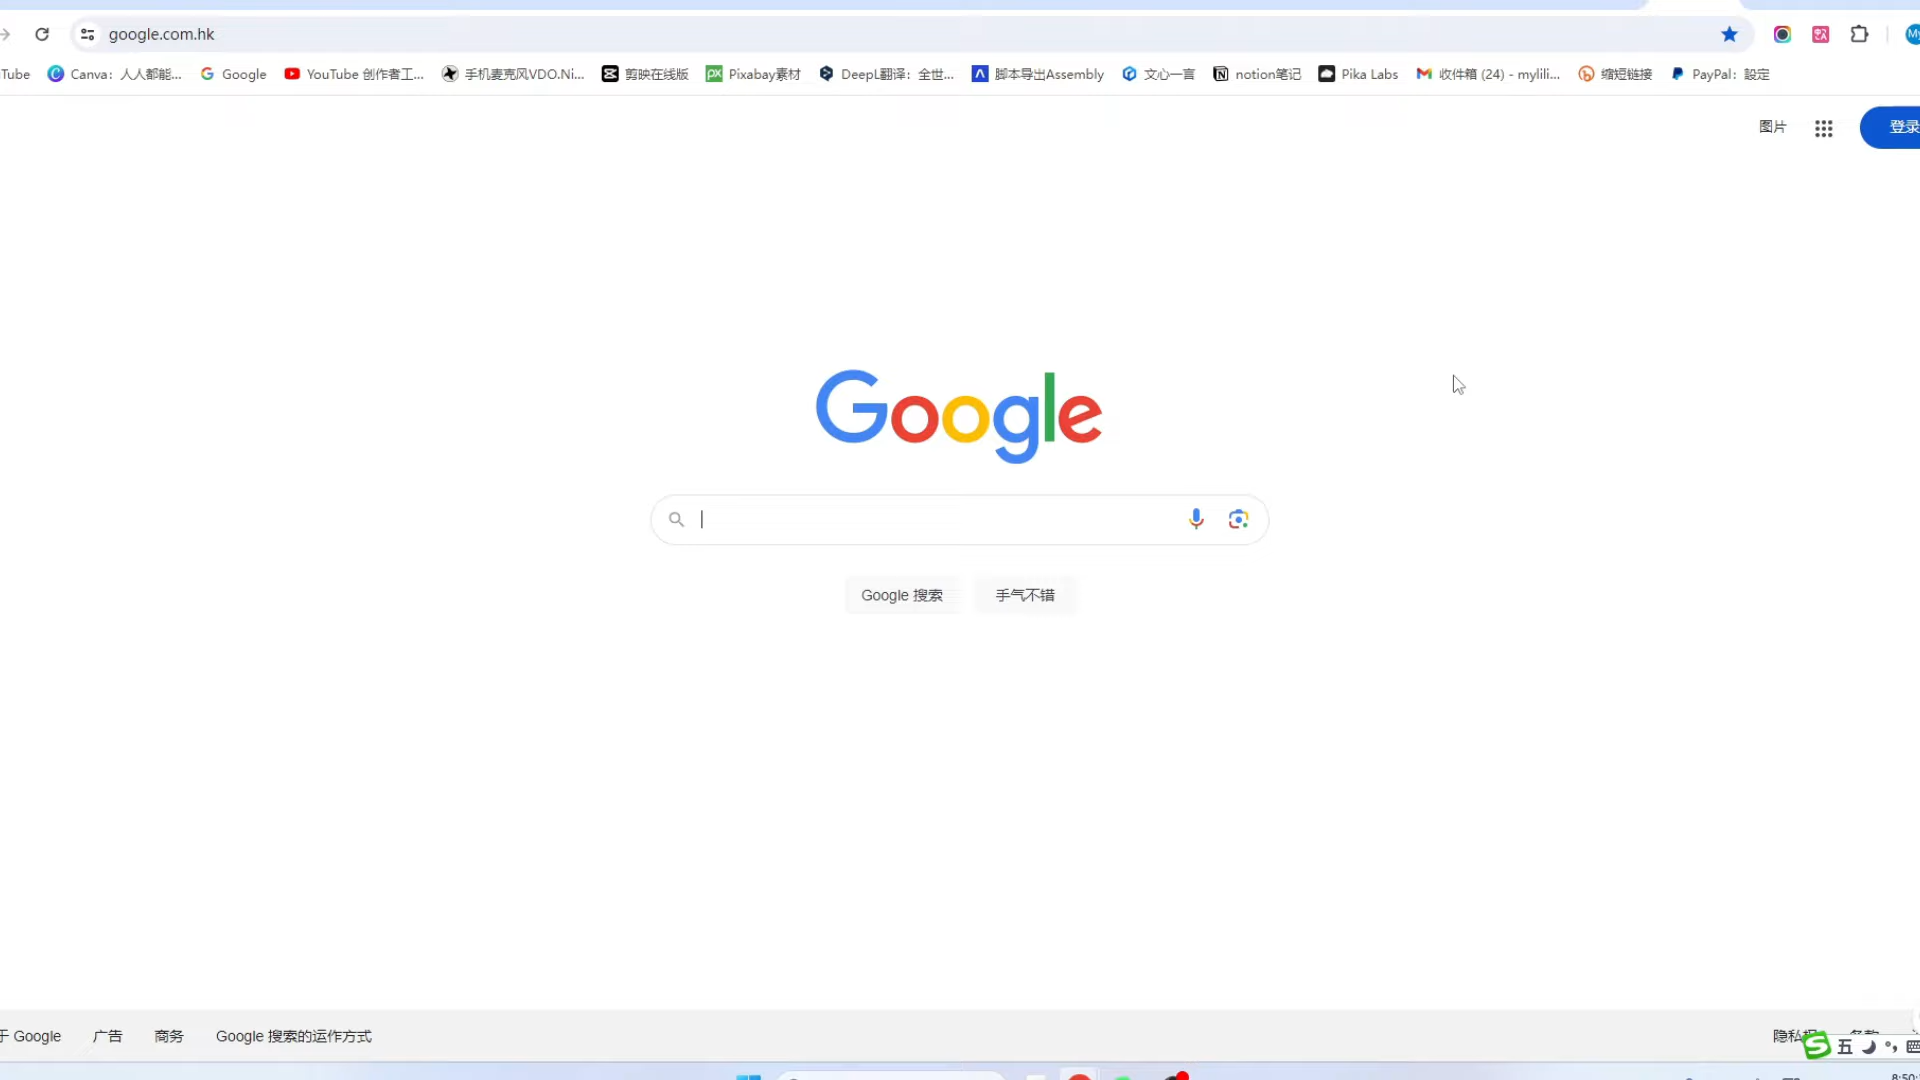 google.com.hk
Tube Canva：人人都能... Google YouTube 创作者工... 手机麦克风VDO.Ni... 剪映在线版 Pixabay素材 DeepL翻译：全世... 脚本导出Assembly 文心一言 notion笔记 Pika Labs 收件箱 (24) - mylili... 缩短链接 PayPal：設定
图片 登录
Google
Google 搜索 手气不错
于 Google 广告 商务 Google 搜索的运作方式 隐私权 条款
五